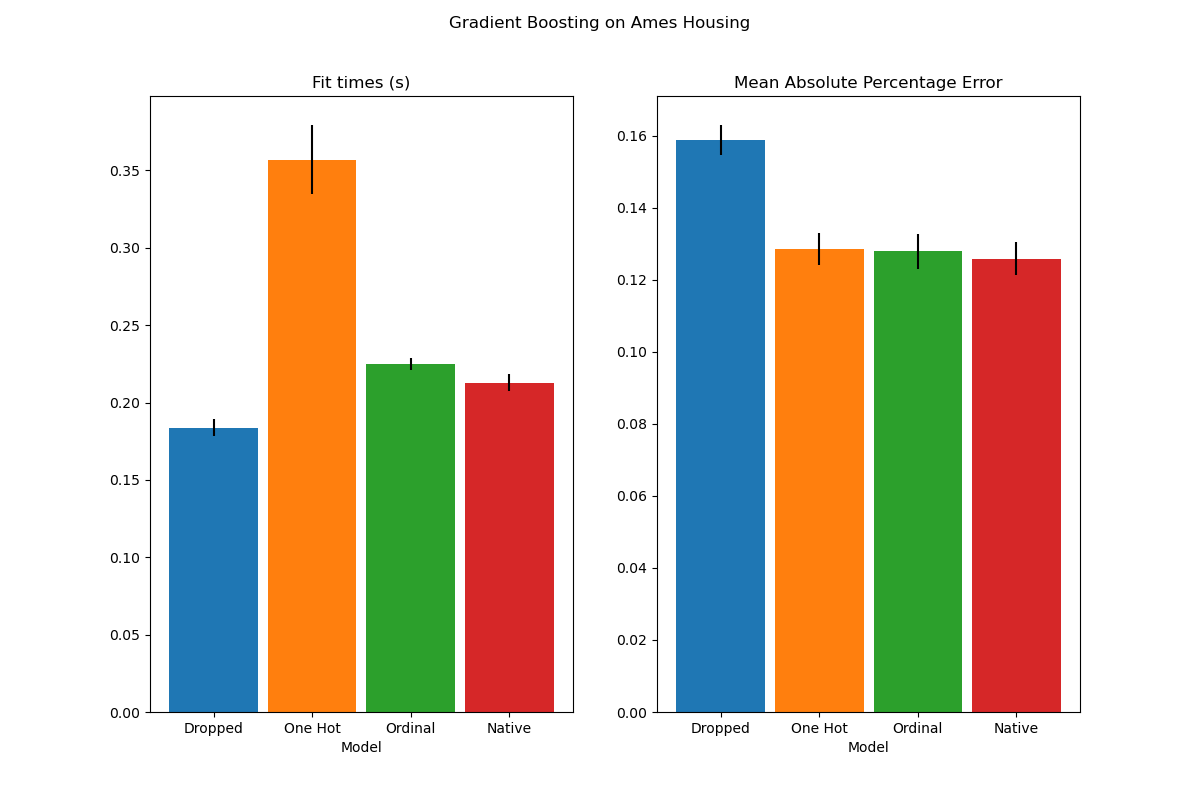 Gradient Boosting on Ames Housing
Fit times (s)
0.35
0.30
0.25
0.20
0.15
0.10
0.05
0.00
Dropped One Hot Ordinal Native
Model
Mean Absolute Percentage Error
0.16
0.14
0.12
0.10
0.08
0.06
0.04
0.02
0.00
Dropped One Hot Ordinal Native
Model